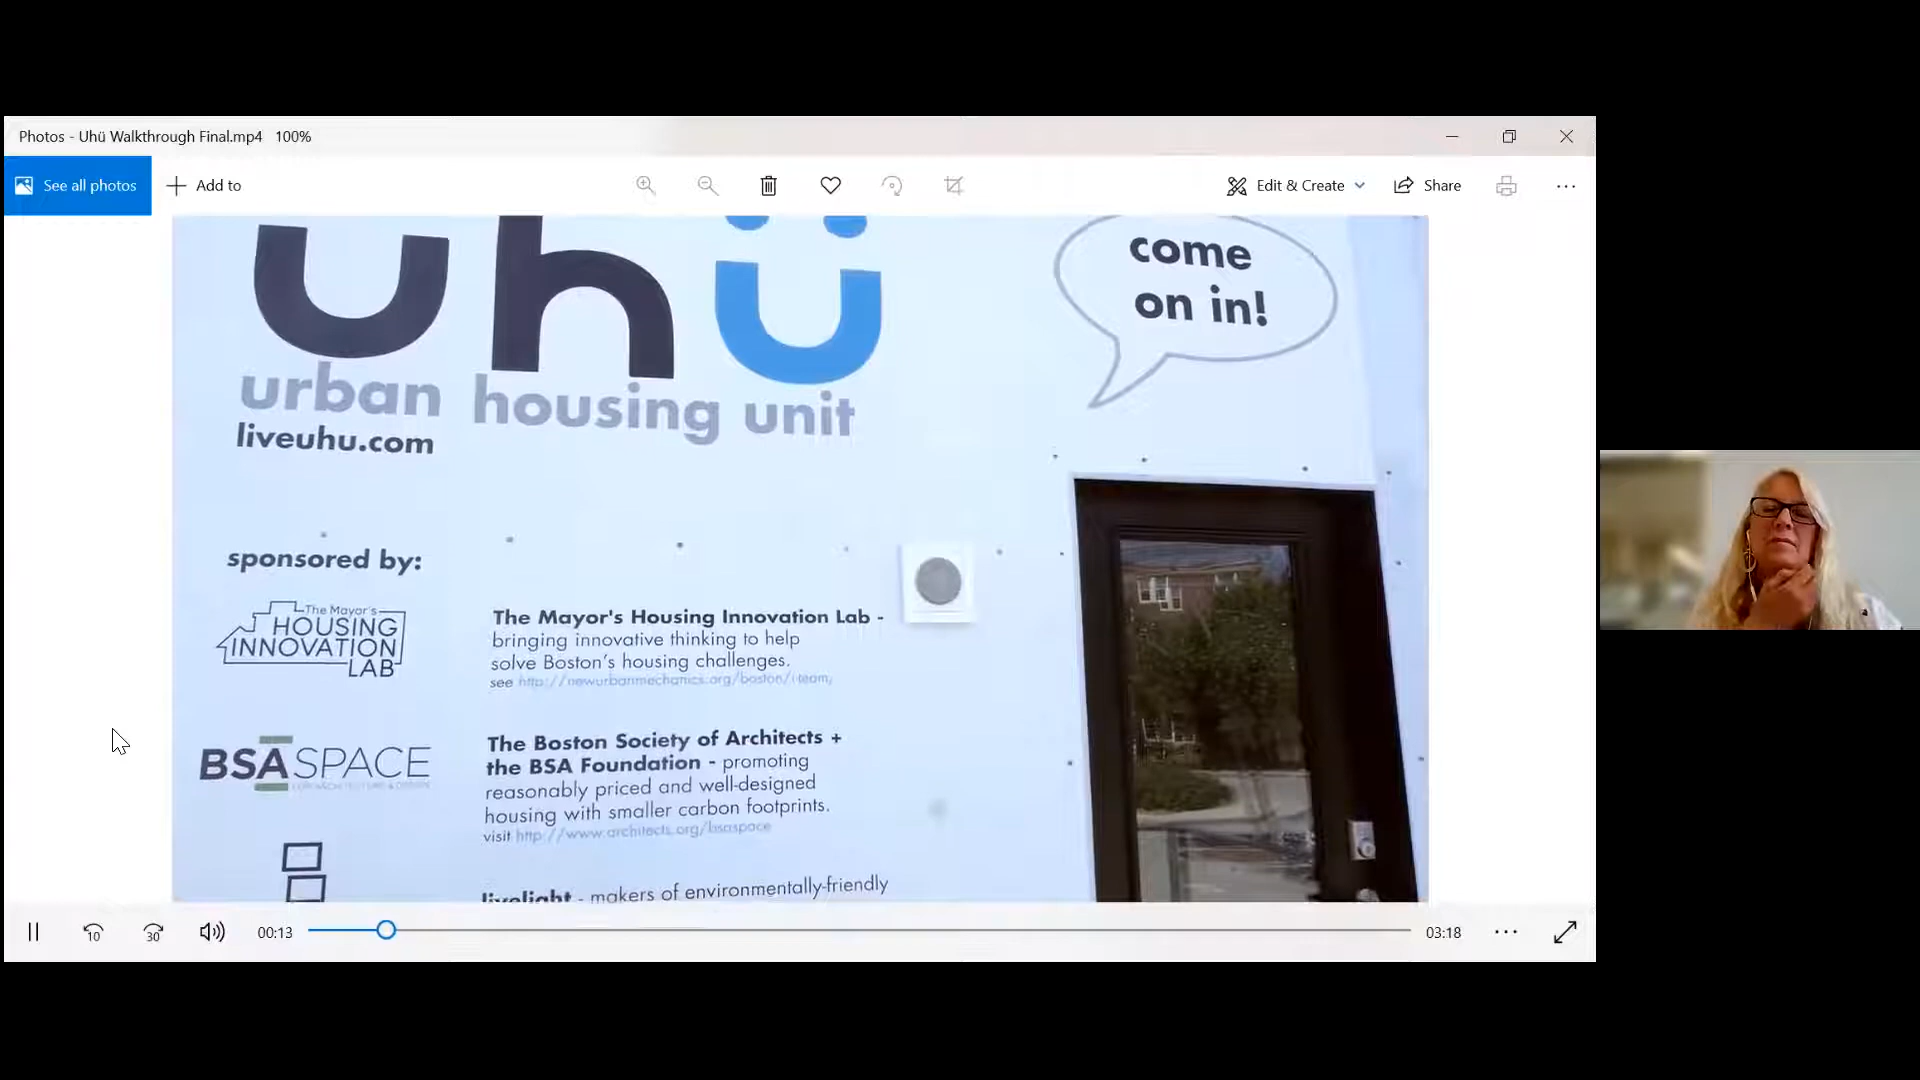 Photos - Uhü Walkthrough Final.mp4 100%
See all photos
Add to
Edit & Create
Share
uhü
urban housing unit
liveuhu.com
come
on in!
sponsored by:
The Mayor's
HOUSING
INNOVATION
LAB
The Mayor's Housing Innovation Lab -
bringing innovative thinking to help
solve Boston's housing challenges.
see http://newurbanmechanics.org/boston/i-team/
BSA SPACE
The Boston Society of Architects +
the BSA Foundation - promoting
reasonably priced and well-designed
housing with smaller carbon footprints.
visit http://www.architects.org/bsaspace
livelight - makers of environmentally-friendly
10
30
00:13
03:18